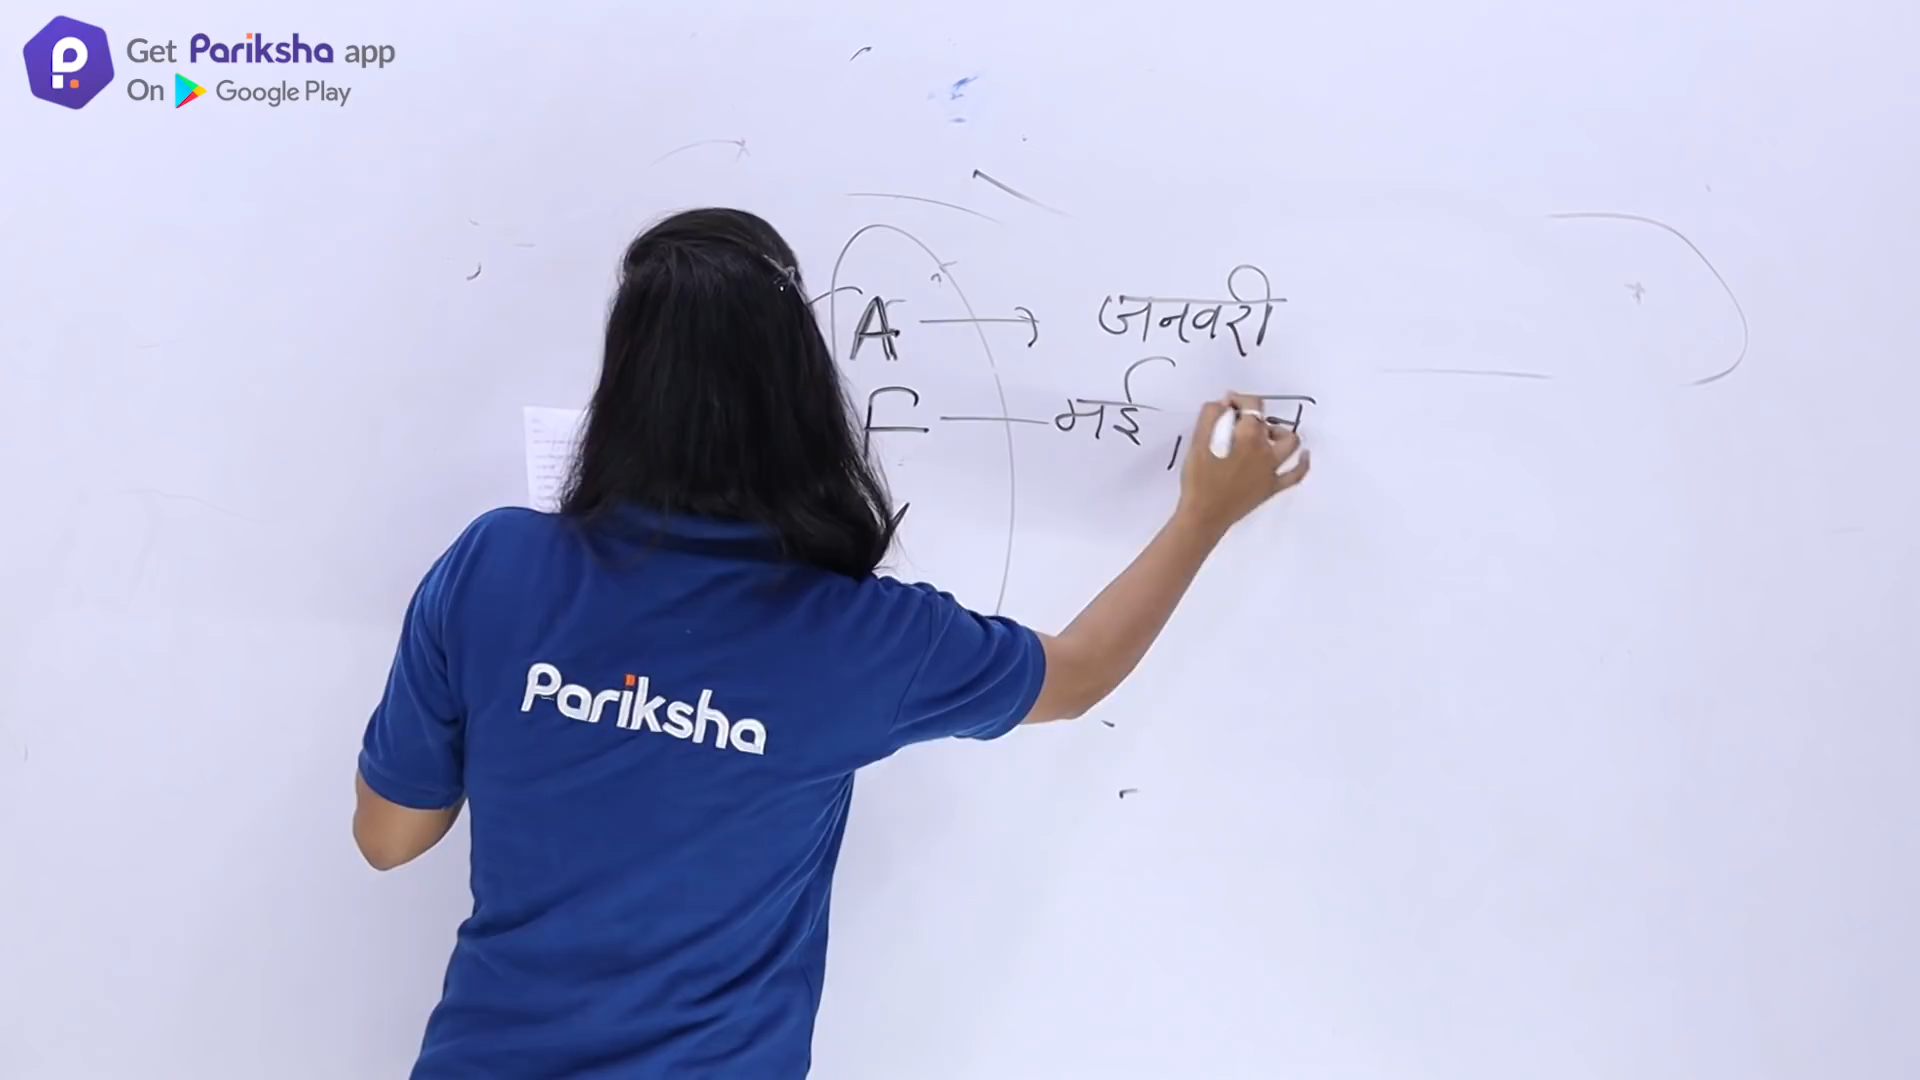 Get Pariksha app
On Google Play
A → जनवरी
F — मई,
Pariksha